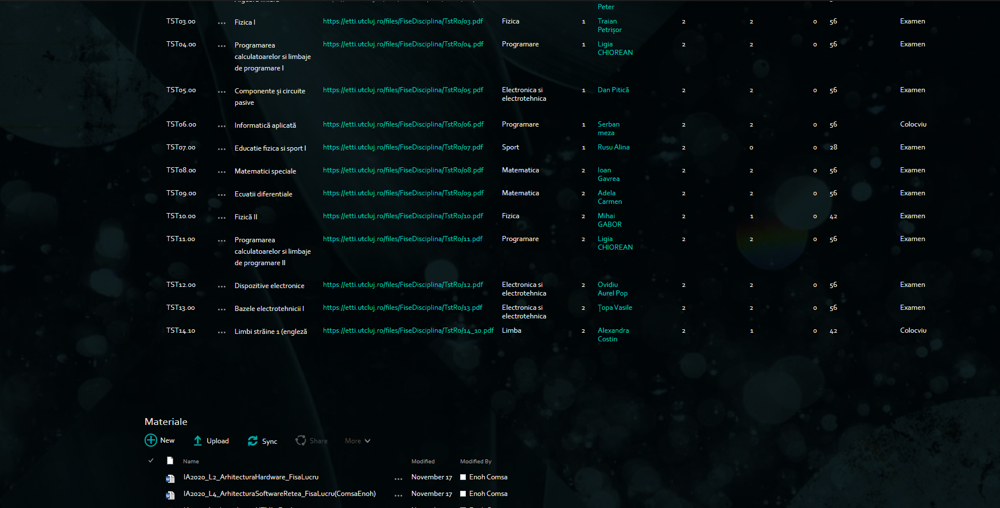 Peter
TST03.00 ... Fizica I https://etti.utcluj.ro/files/FiseDisciplina/TstRo/03.pdf Fizica 1 Traian Petrișor 2 2 0 56 Examen
TST04.00 ... Programarea calculatoarelor si limbaje de programare I https://etti.utcluj.ro/files/FiseDisciplina/TstRo/04.pdf Programare 1 Ligia CHIOREAN 2 2 0 56 Examen
TST05.00 ... Componente și circuite pasive https://etti.utcluj.ro/files/FiseDisciplina/TstRo/05.pdf Electronica si electrotehnica 1 Dan Pitică 2 2 0 56 Examen
TST06.00 ... Informatică aplicată https://etti.utcluj.ro/files/FiseDisciplina/TstRo/06.pdf Programare 1 Serban meza 2 2 0 56 Colocviu
TST07.00 ... Educatie fizica si sport I https://etti.utcluj.ro/files/FiseDisciplina/TstRo/07.pdf Sport 1 Rusu Alina 2 0 0 28 Examen
TST08.00 ... Matematici speciale https://etti.utcluj.ro/files/FiseDisciplina/TstRo/08.pdf Matematica 2 Ioan Gavrea 2 2 0 56 Examen
TST09.00 ... Ecuatii diferentiale https://etti.utcluj.ro/files/FiseDisciplina/TstRo/09.pdf Matematica 2 Adela Carmen 2 2 0 56 Examen
TST10.00 ... Fizică II https://etti.utcluj.ro/files/FiseDisciplina/TstRo/10.pdf Fizica 2 Mihai GABOR 2 1 0 42 Examen
TST11.00 ... Programarea calculatoarelor si limbaje de programare II https://etti.utcluj.ro/files/FiseDisciplina/TstRo/11.pdf Programare 2 Ligia CHIOREAN 2 2 0 56 Examen
TST12.00 ... Dispozitive electronice https://etti.utcluj.ro/files/FiseDisciplina/TstRo/12.pdf Electronica si electrotehnica 2 Ovidiu Aurel Pop 2 2 0 56 Examen
TST13.00 ... Bazele electrotehnicii I https://etti.utcluj.ro/files/FiseDisciplina/TstRo/13.pdf Electronica si electrotehnica 2 Țopa Vasile 2 2 0 56 Examen
TST14.10 ... Limbi străine 1 (engleză https://etti.utcluj.ro/files/FiseDisciplina/TstRo/14_10.pdf Limba 2 Alexandra Costin 2 1 0 42 Colocviu
Materiale
New Upload Sync Share More
Name Modified Modified By
IA2020_L2_ArhitecturaHardware_FisaLucru ... November 17 Enoh Comsa
IA2020_L4_ArhitecturaSoftwareRetea_FisaLucru(ComsaEnoh) ... November 17 Enoh Comsa